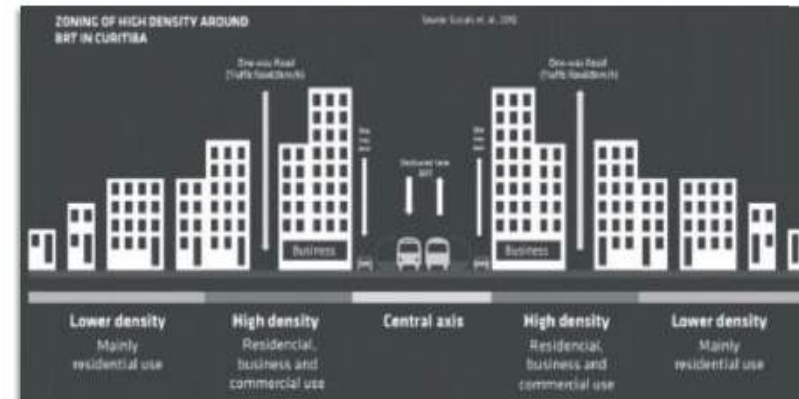 ZONING OF HIGH DENSITY AROUND
BRT IN CURITIBA
One-way Road
One-way Road
BRT
Business
Business
Lower density
Mainly
residential use
High density
Residencial,
business and
commercial use
Central axis
High density
Residencial,
business and
commercial use
Lower density
Mainly
residential use